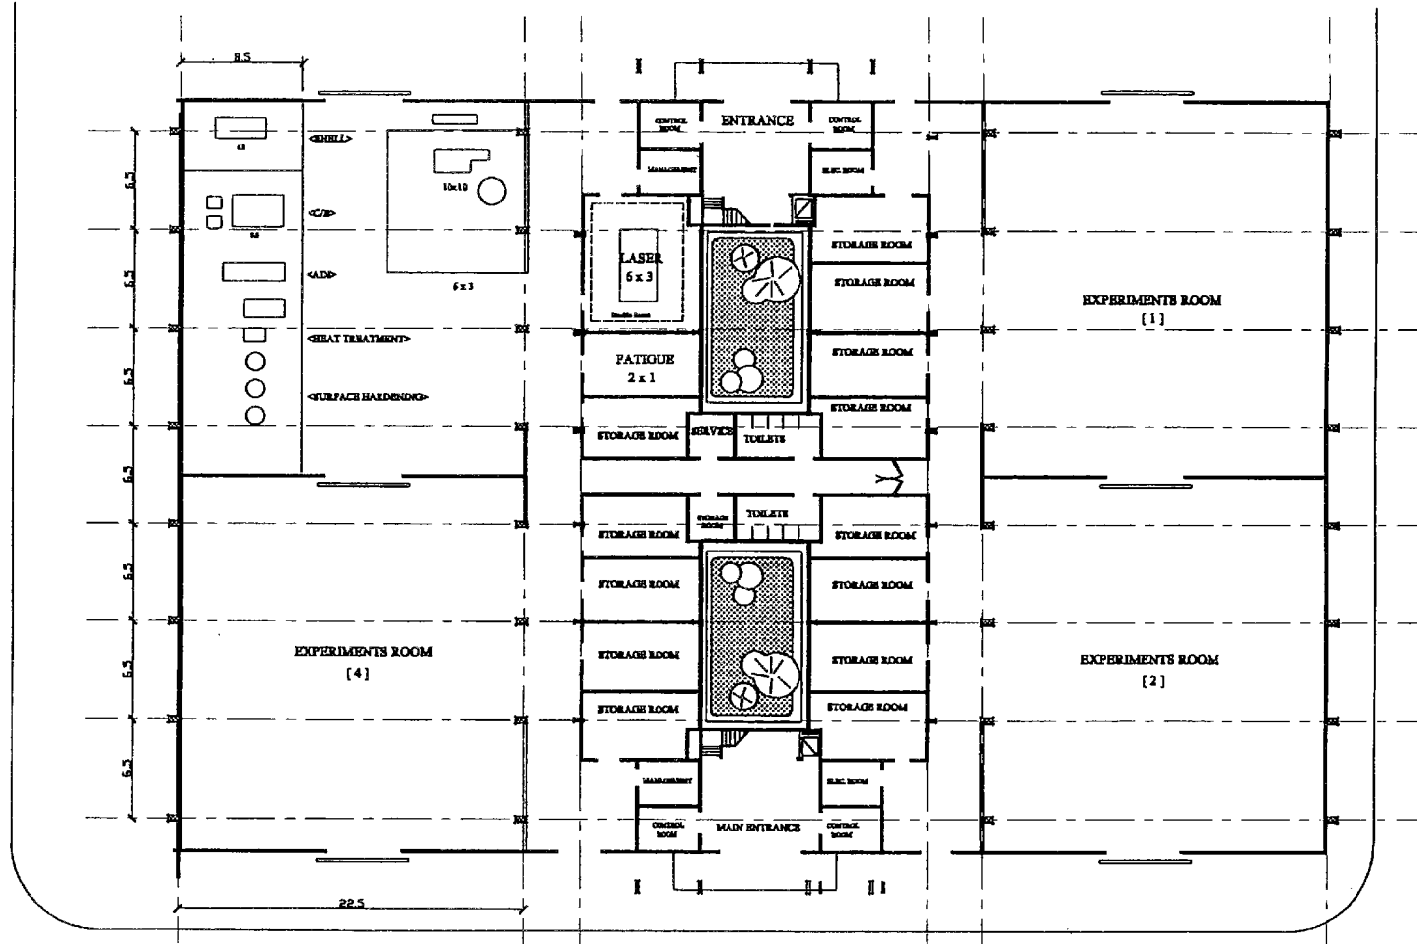 8.5
CONTROL
ROOM
ENTRANCE
CONTROL
ROOM
<SHELL>
MANAGEMENT
ELEC. ROOM
6.5
10x10
<C/B>
STORAGE ROOM
LASER
6 x 3
6.5
<ADI>
6 x 3
STORAGE ROOM
EXPERIMENTS ROOM
[ 1 ]
<HEAT TREATMENT>
FATIGUE
2 x 1
STORAGE ROOM
6.5
<SURFACE HARDENING>
STORAGE ROOM
STORAGE ROOM
SERVICE
TOILETS
6.5
STORAGE
ROOM
TOILETS
STORAGE ROOM
STORAGE ROOM
6.5
STORAGE ROOM
STORAGE ROOM
EXPERIMENTS ROOM
[ 4 ]
STORAGE ROOM
STORAGE ROOM
EXPERIMENTS ROOM
[ 2 ]
6.5
STORAGE ROOM
STORAGE ROOM
6.5
MANAGEMENT
ELEC. ROOM
CONTROL
ROOM
MAIN ENTRANCE
CONTROL
ROOM
22.5